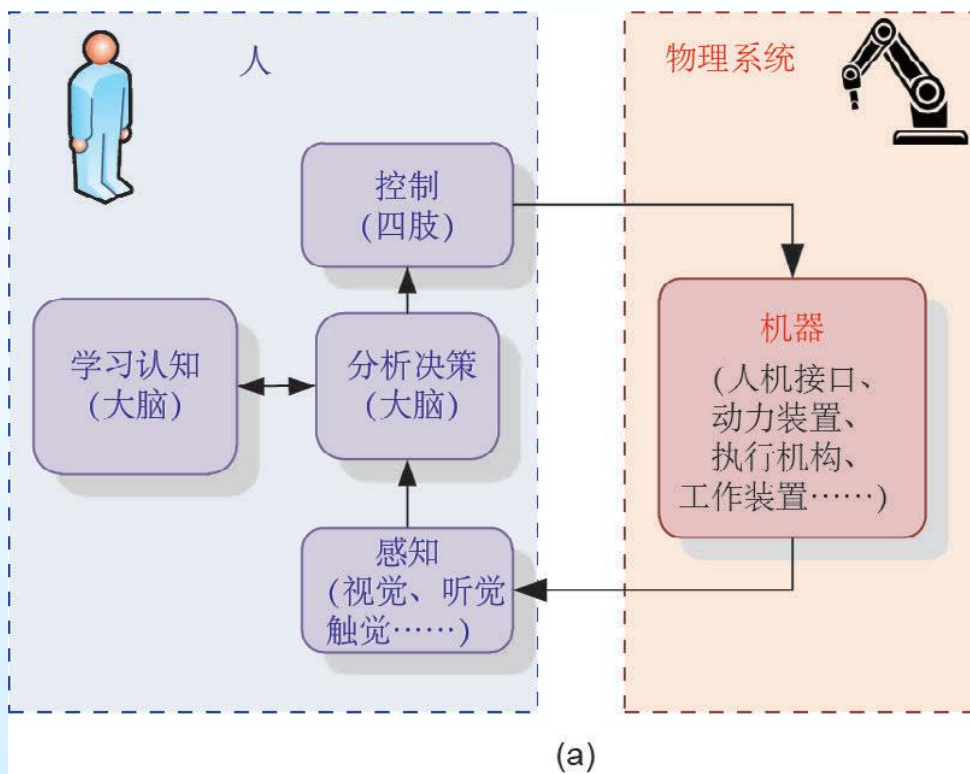 人
物理系统
控制
(四肢)
学习认知
(大脑)
分析决策
(大脑)
机器
(人机接口、
动力装置、
执行机构、
工作装置……)
感知
(视觉、听觉
触觉……)
(a)